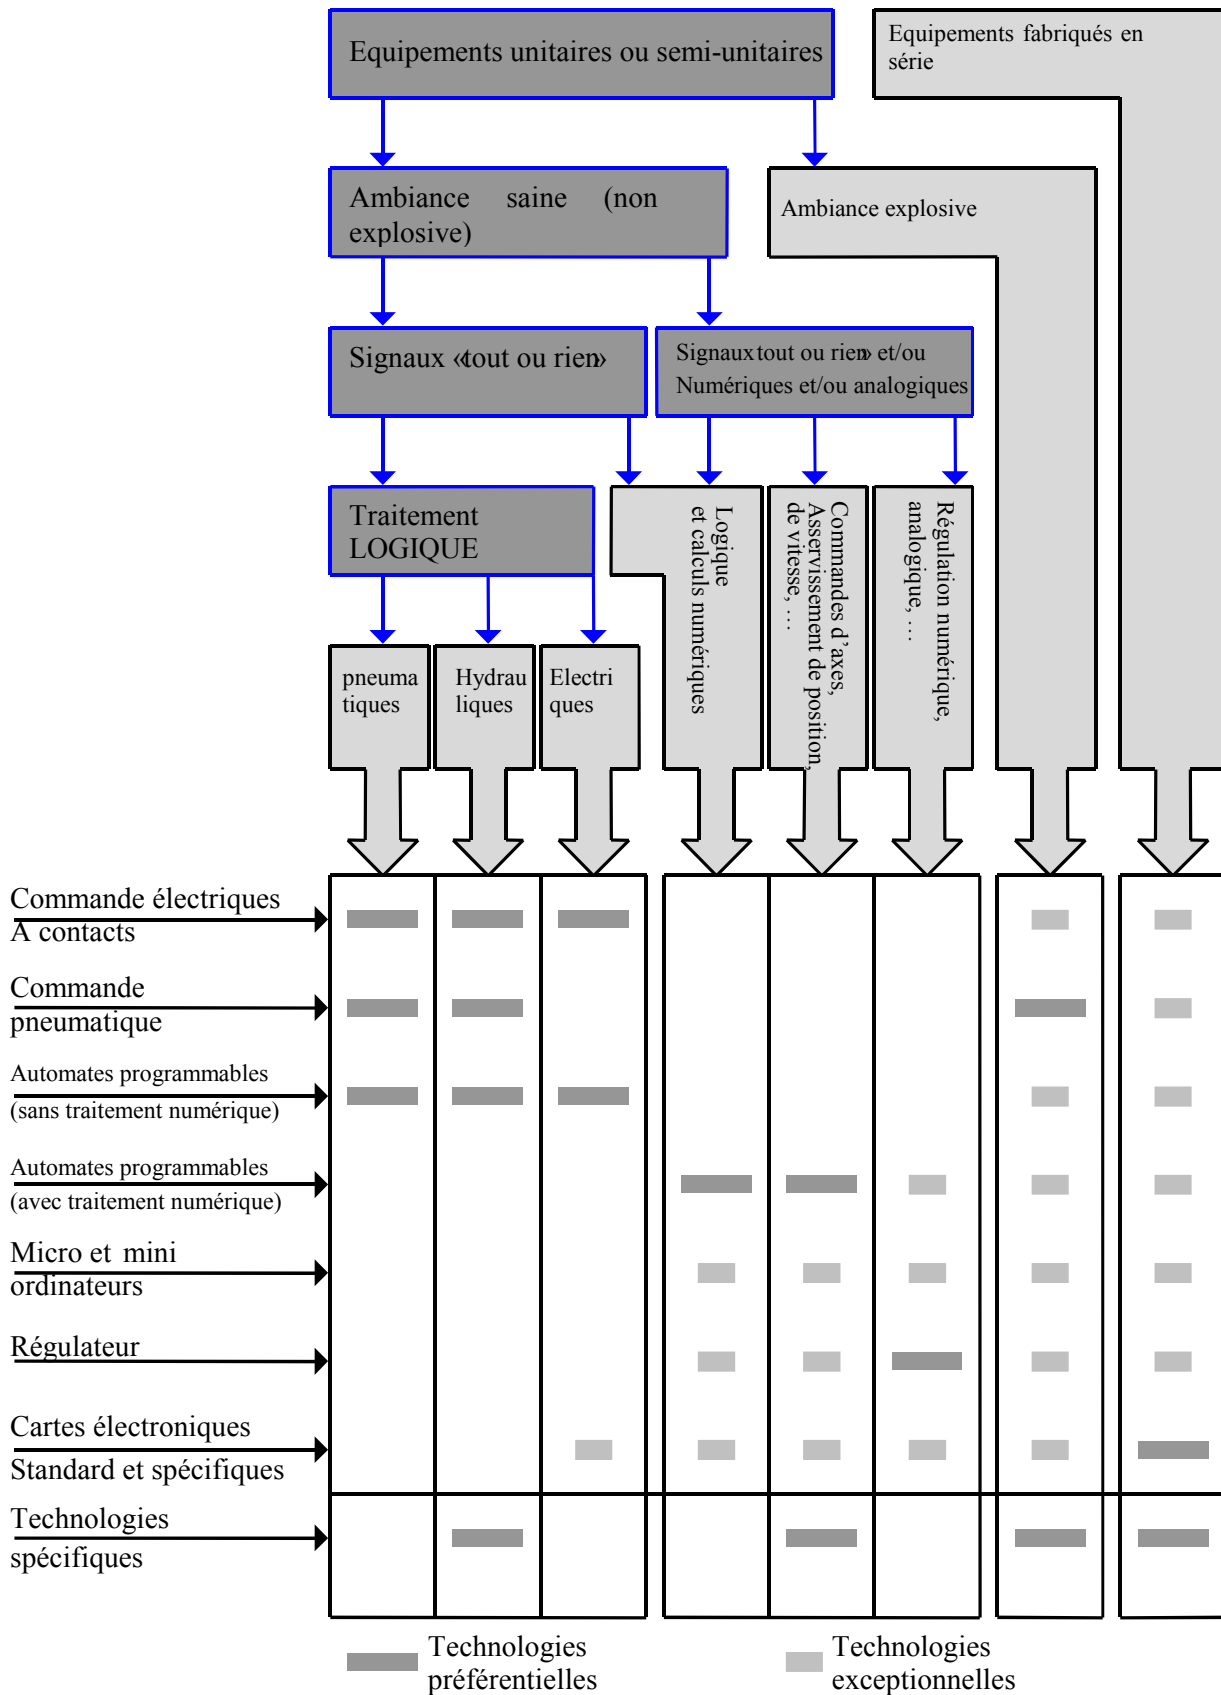 Equipements unitaires ou semi-unitaires
Equipements fabriqués en
série
Ambiance saine (non
explosive)
Ambiance explosive
Signaux «tout ou rien»
Signaux tout ou rien» et/ou
Numériques et/ou analogiques
Traitement
LOGIQUE
Logique
et calculs numériques
Commandes d’axes,
Asservissement de position,
de vitesse, …
Régulation numérique,
analogique, …
pneuma
tiques
Hydrau
liques
Electri
ques
Commande électriques
A contacts
Commande
pneumatique
Automates programmables
(sans traitement numérique)
Automates programmables
(avec traitement numérique)
Micro et mini
ordinateurs
Régulateur
Cartes électroniques
Standard et spécifiques
Technologies
spécifiques
Technologies
préférentielles
Technologies
exceptionnelles